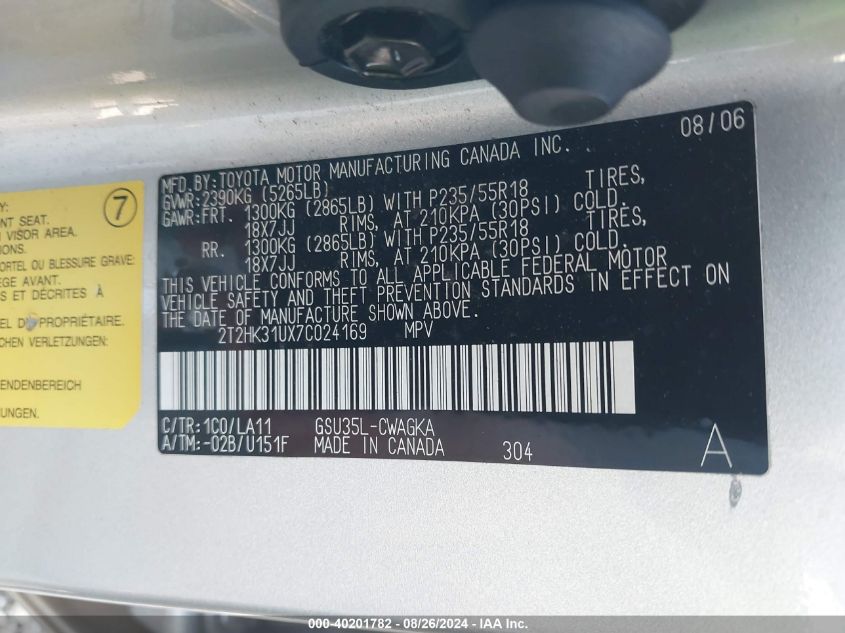 Y:
NT SEAT.
N VISOR AREA.
IONS.
ORTEL OU BLESSURE GRAVE:
EGE AVANT.
S ET DÉCRITES À
EL DU PROPRIÉTAIRE.
CHEN VERLETZUNGEN:
ENDENBEREICH
NUNGEN.
7
08/06
MFD. BY: TOYOTA MOTOR MANUFACTURING CANADA INC.
GVWR: 2390KG (5265LB)
GAWR: FRT. 1300KG (2865LB) WITH P235/55R18 TIRES,
18X7JJ RIMS, AT 210KPA (30PSI) COLD.
RR. 1300KG (2865LB) WITH P235/55R18 TIRES,
18X7JJ RIMS, AT 210KPA (30PSI) COLD.
THIS VEHICLE CONFORMS TO ALL APPLICABLE FEDERAL MOTOR
VEHICLE SAFETY AND THEFT PREVENTION STANDARDS IN EFFECT ON
THE DATE OF MANUFACTURE SHOWN ABOVE.
2T2HK31UX7C024169 MPV
C/TR: 1C0/LA11 GSU35L-CWAGKA
A/TM: -02B/U151F MADE IN CANADA 304
A
000-40201782 - 08/26/2024 - IAA Inc.